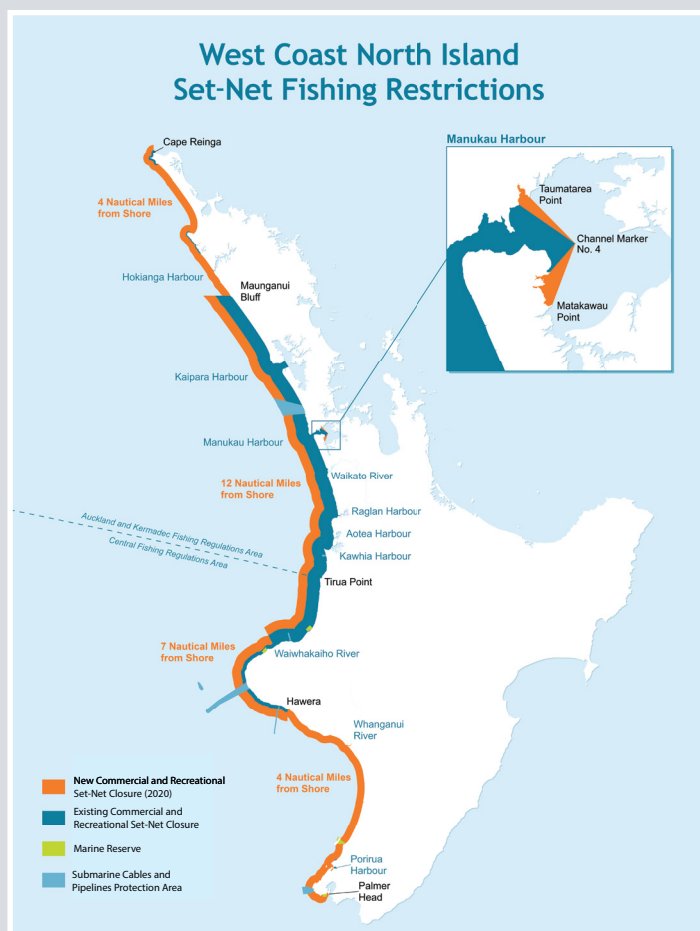 West Coast North Island
Set-Net Fishing Restrictions
Manukau Harbour
Cape Reinga
Taumatarea
Point
4 Nautical Miles
from Shore
Channel Marker
No. 4
Hokianga Harbour
Maunganui
Bluff
Matakawau
Point
Kaipara Harbour
Manukau Harbour
Waikato River
12 Nautical Miles
from Shore
Raglan Harbour
Auckland and Kermadec Fishing Regulations Area
Aotea Harbour
Central Fishing Regulations Area
Kawhia Harbour
Tirua Point
7 Nautical Miles
from Shore
Waiwhakaiho River
Hawera
Whanganui
River
New Commercial and Recreational
Set-Net Closure (2020)
4 Nautical Miles
from Shore
Existing Commercial and
Recreational Set-Net Closure
Marine Reserve
Submarine Cables and
Pipelines Protection Area
Porirua
Harbour
Palmer
Head